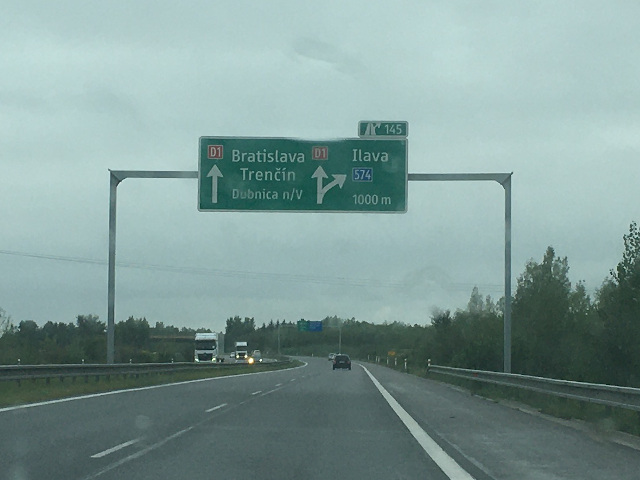 145
D1 Bratislava D1 Ilava
Trenčín 574
Dubnica n/V 1000 m